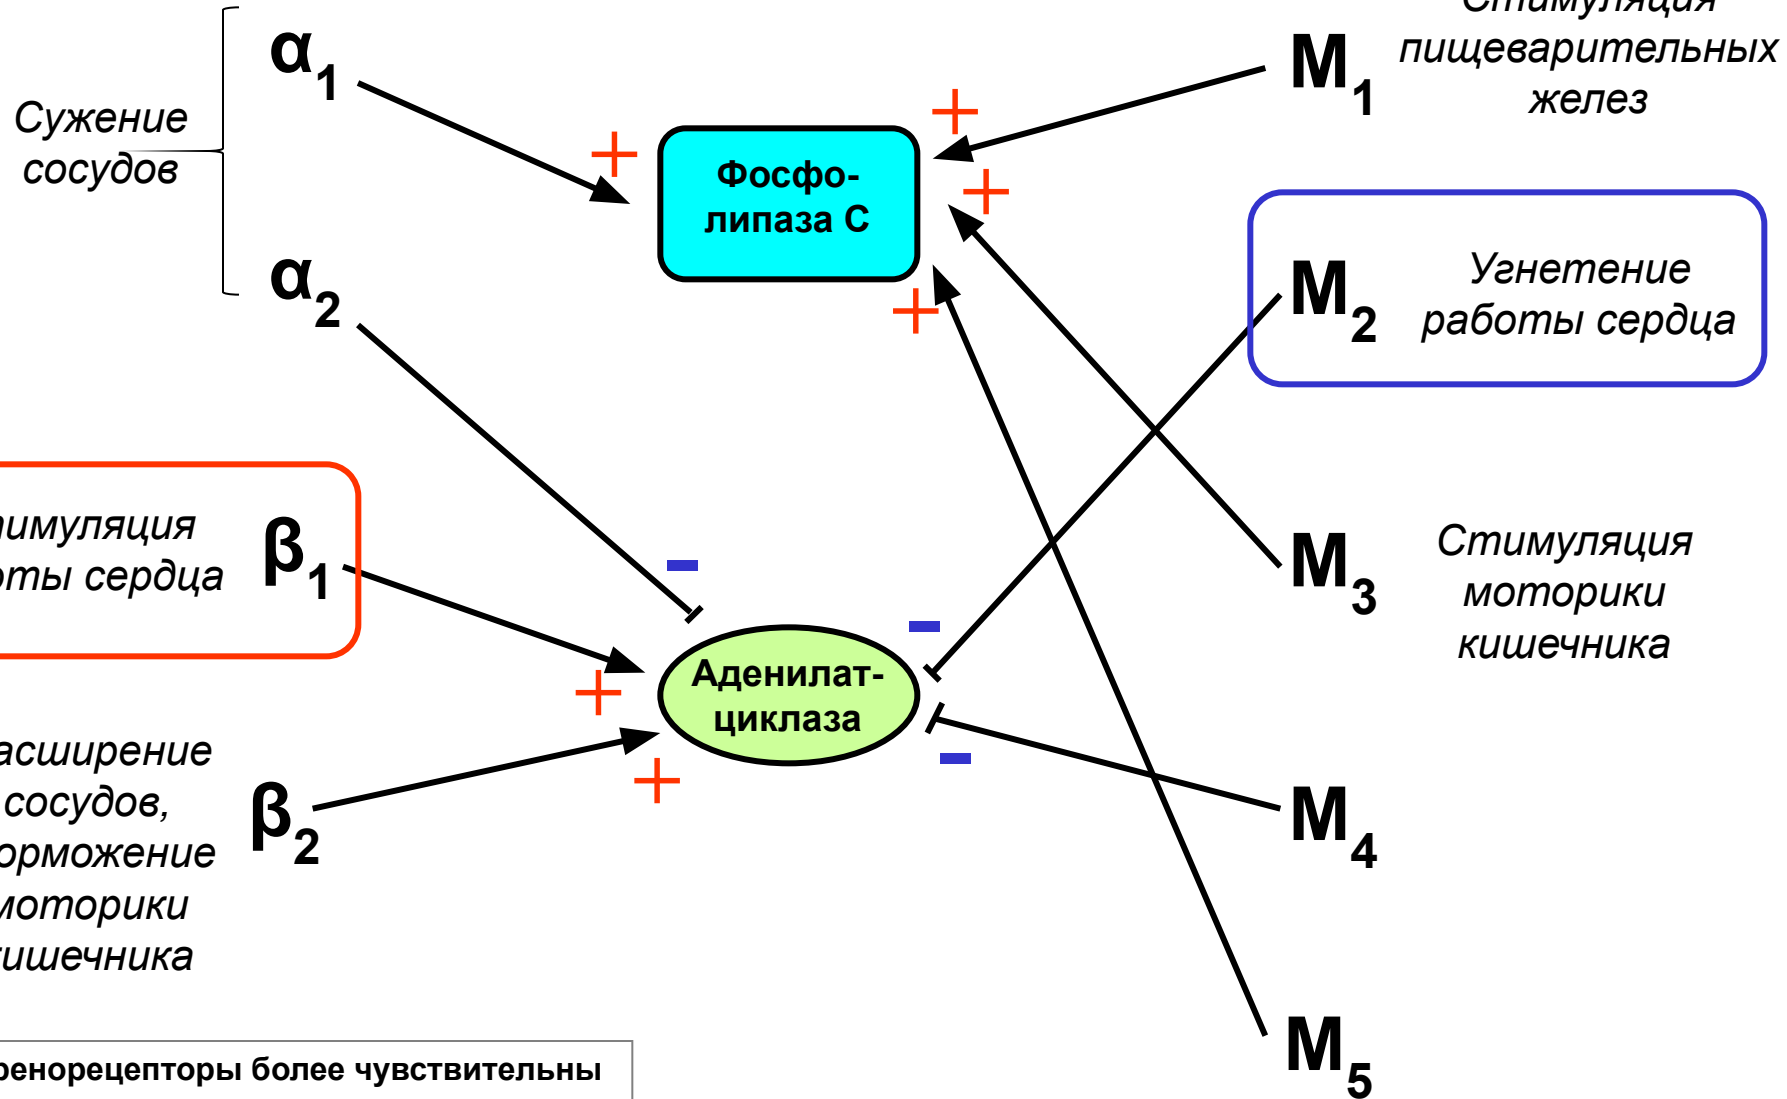 α1
Сужение
сосудов
α2
тимуляция
оты сердца
β1
асширение
сосудов,
орможение
моторики
ишечника
β2
ренорецепторы более чувствительны
+
+
+
+
Фосфо-
липаза С
-
-
-
+
+
Аденилат-
циклаза
Стимуляция
пищеварительных
желез
M1
M2
Угнетение
работы сердца
M3
Стимуляция
моторики
кишечника
M4
M5